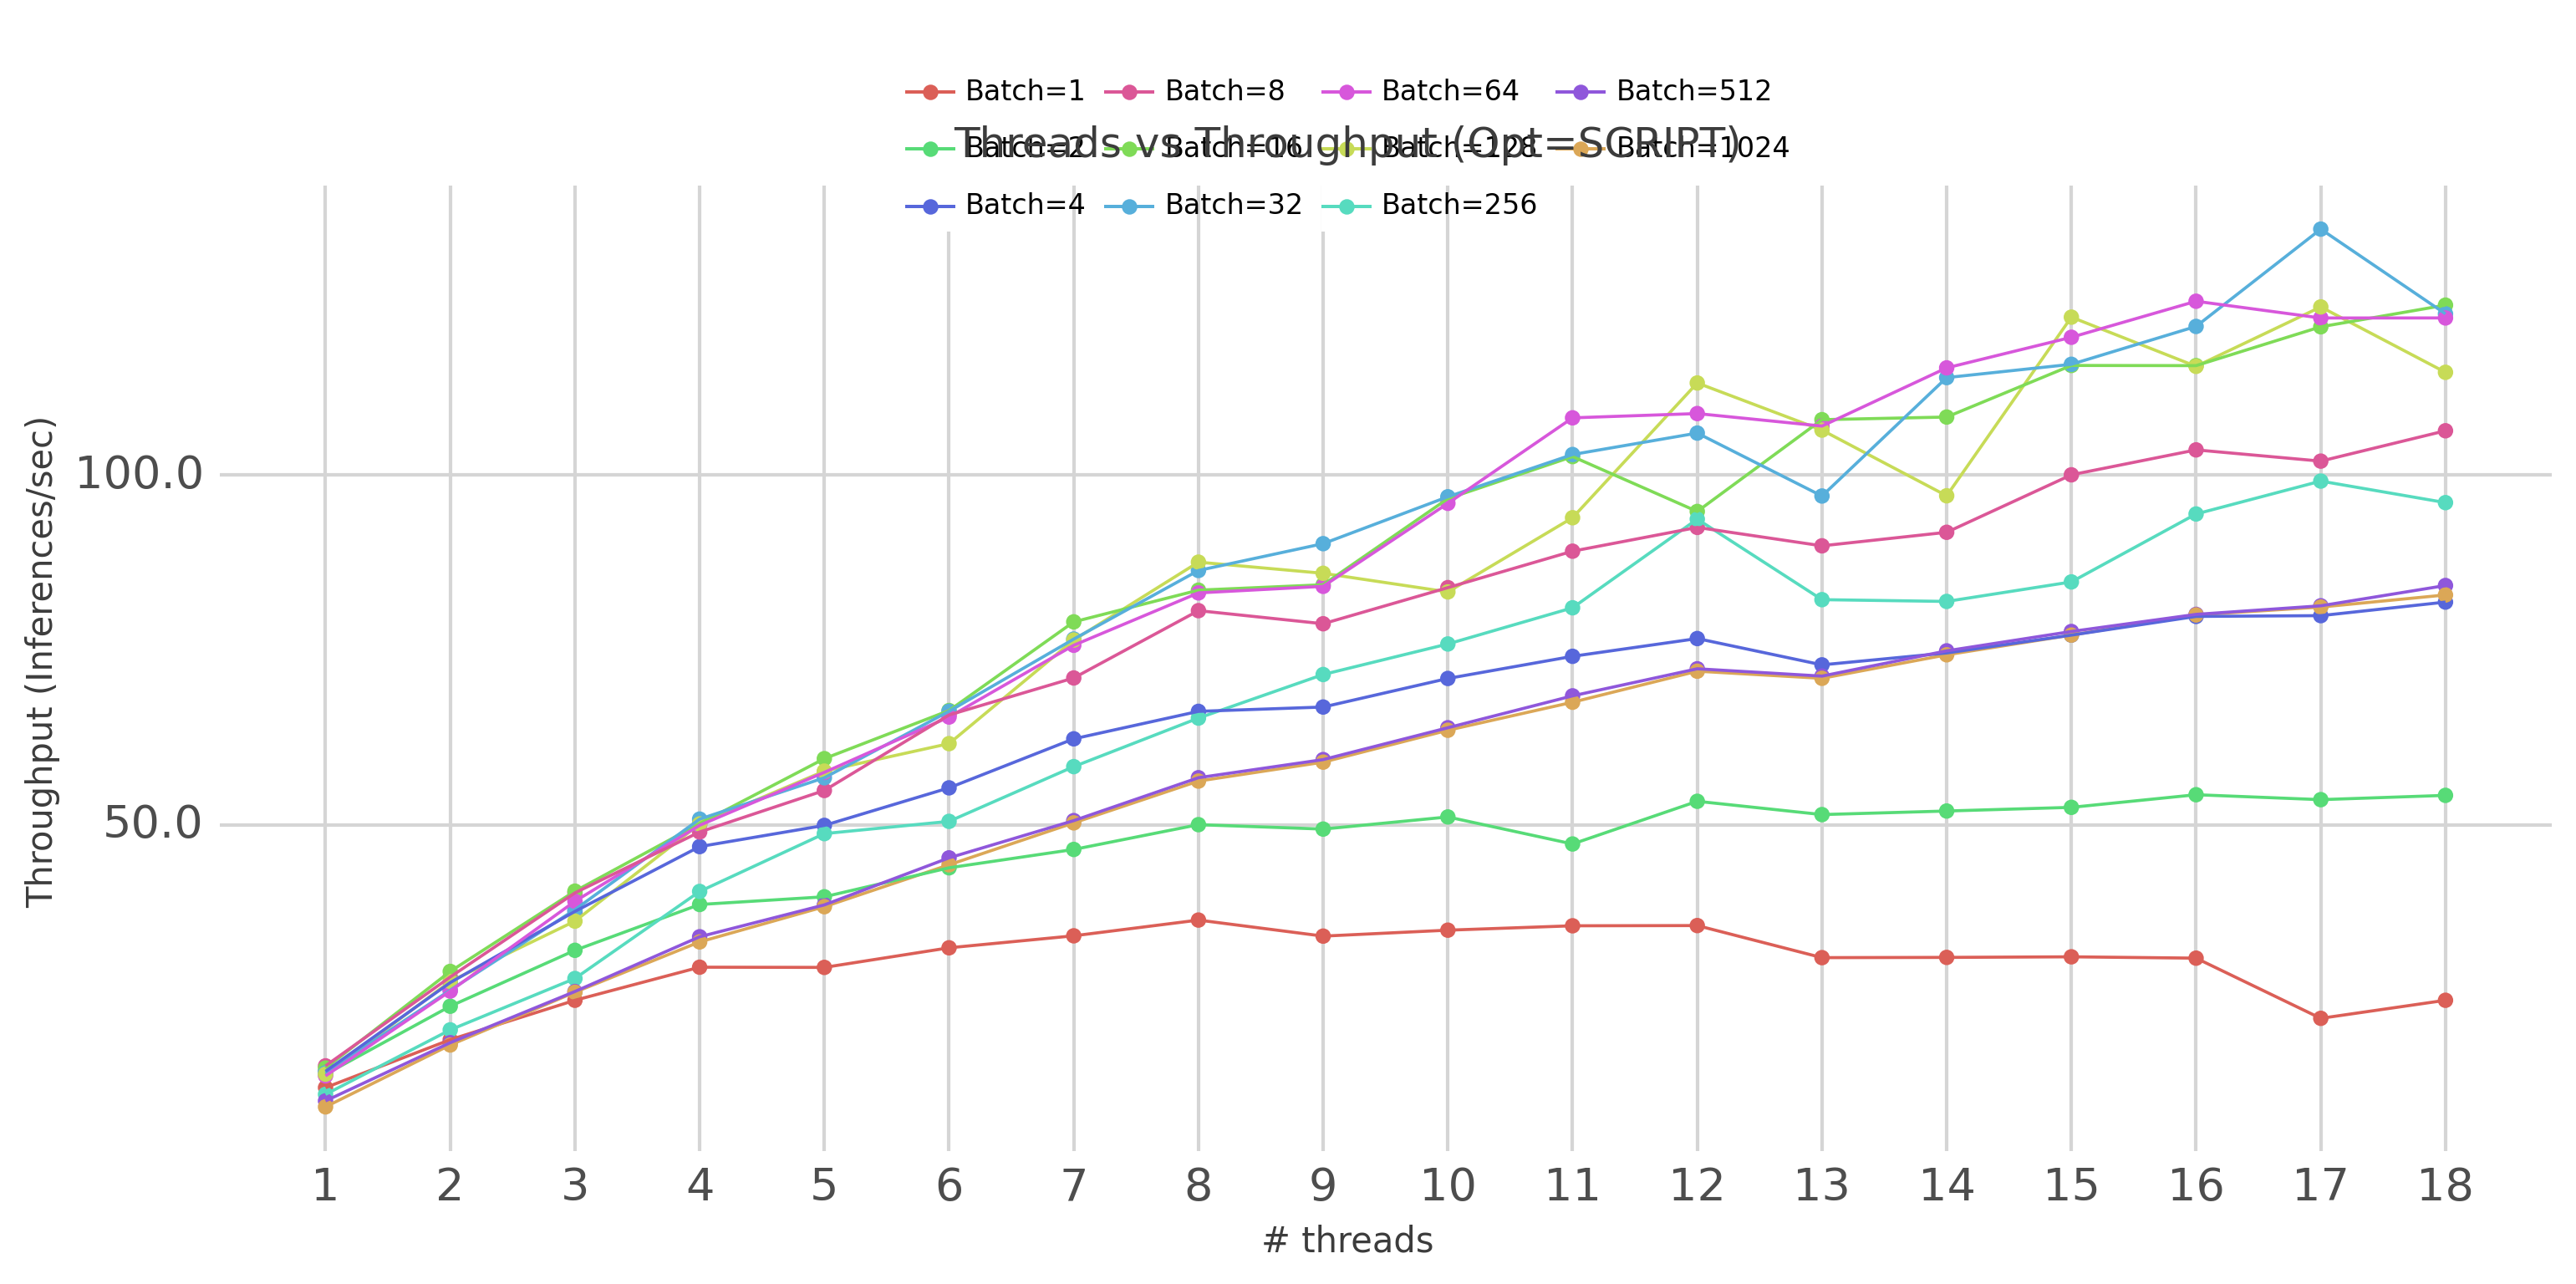 Batch=1 Batch=8 Batch=64 Batch=512
Threads vs Throughput (Opt=SCRIPT)
Batch=2 Batch=16 Batch=128 Batch=1024
Batch=4 Batch=32 Batch=256
Throughput (Inferences/sec)
100.0
50.0
1 2 3 4 5 6 7 8 9 10 11 12 13 14 15 16 17 18
# threads